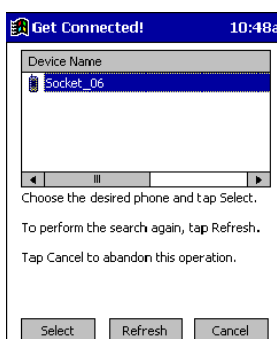 Get Connected! 10:48a
Device Name
Socket_06
Choose the desired phone and tap Select.
To perform the search again, tap Refresh.
Tap Cancel to abandon this operation.
Select Refresh Cancel